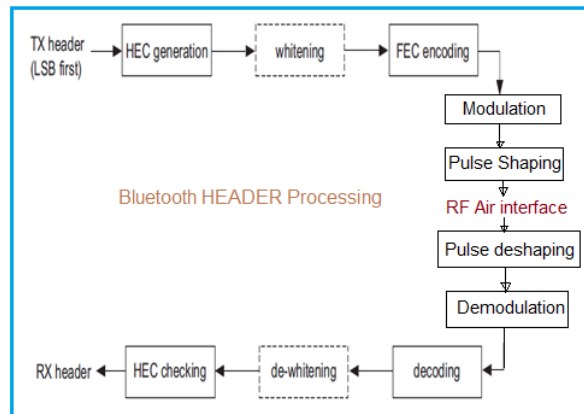 TX header
(LSB first)
HEC generation
whitening
FEC encoding
Modulation
Pulse Shaping
Bluetooth HEADER Processing
RF Air interface
Pulse deshaping
Demodulation
RX header
HEC checking
de-whitening
decoding